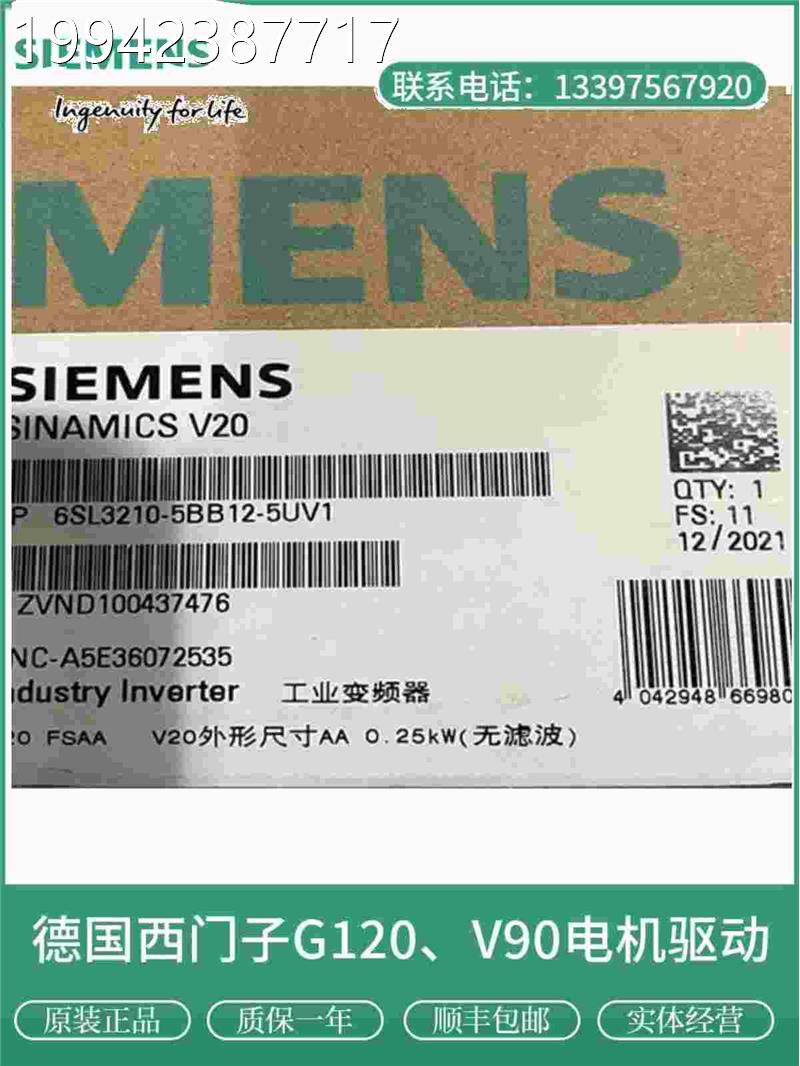 19942387717
SIEMENS
Ingenuity for life
联系电话：13397567920
MENS
SIEMENS
SINAMICS V20
P 6SL3210-5BB12-5UV1
QTY: 1
FS: 11
12/2021
ZVND100437476
NC-A5E36072535
dustry Inverter 工业变频器
4 042948 66980
20 FSAA V20外形尺寸AA 0.25kW(无滤波)
德国西门子G120、V90电机驱动
原装正品
质保一年
顺丰包邮
实体经营